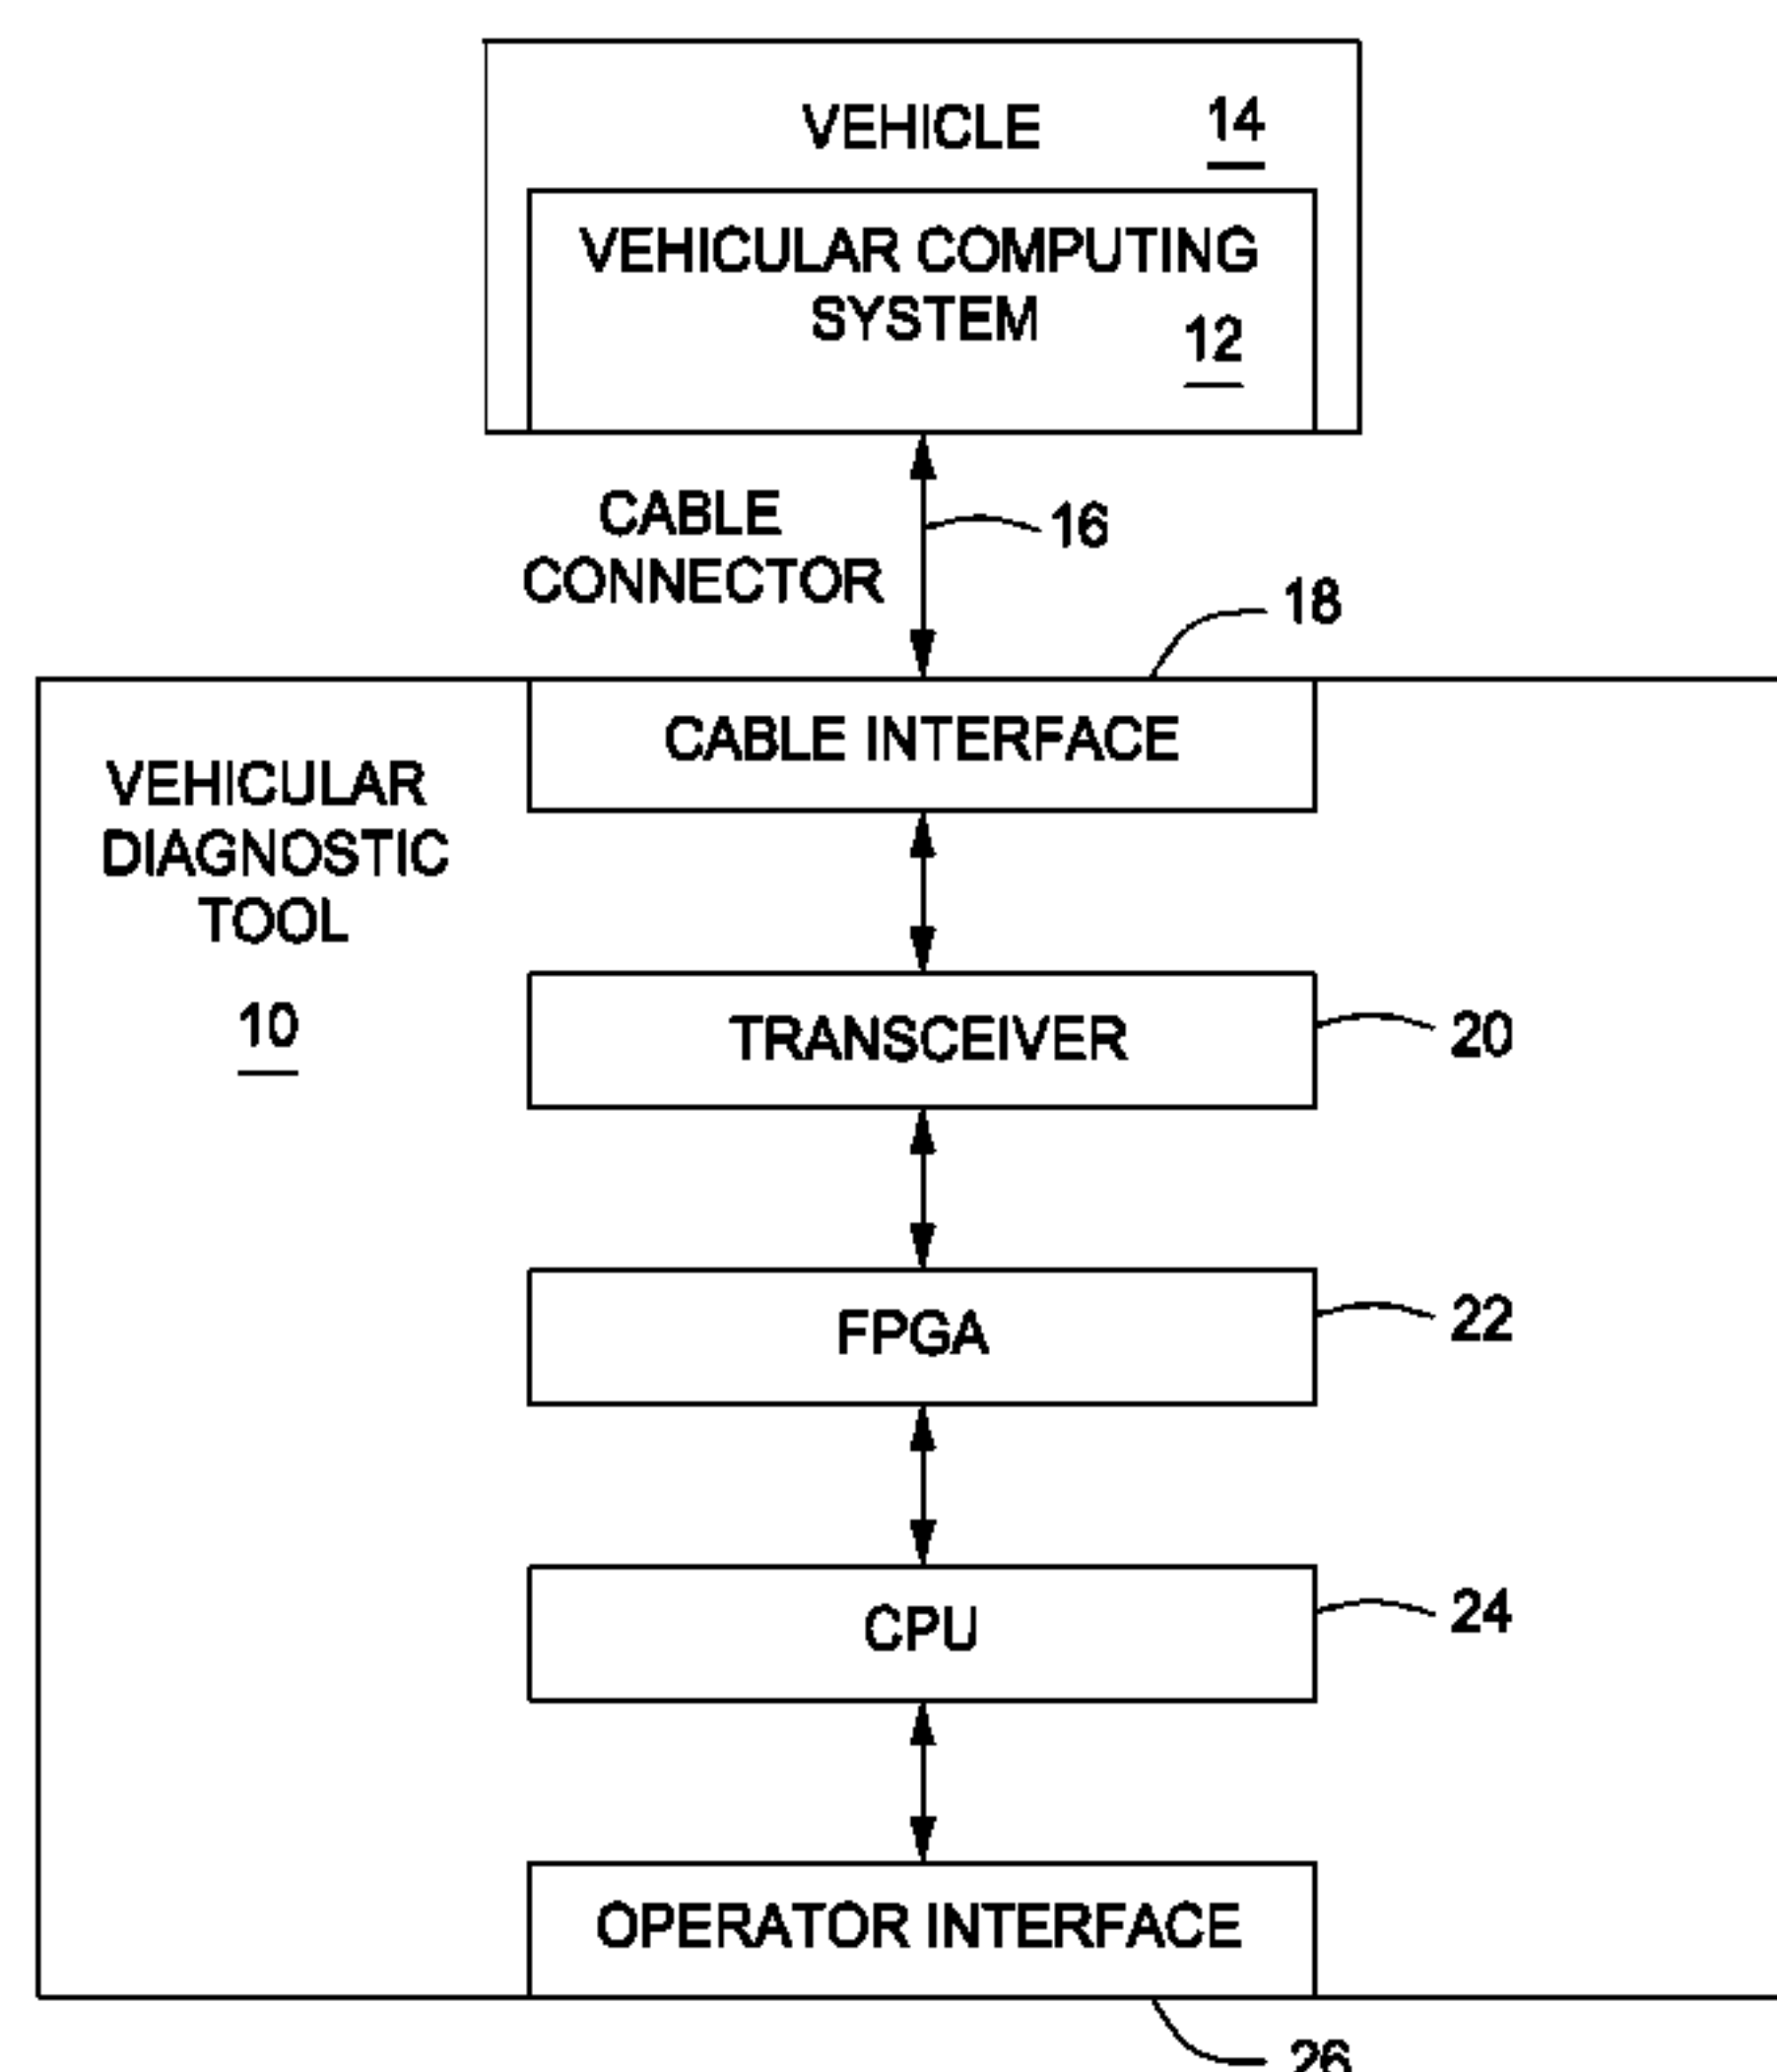 VEHICLE 14
VEHICULAR COMPUTING
SYSTEM
12
CABLE
CONNECTOR
16
18
CABLE INTERFACE
VEHICULAR
DIAGNOSTIC
TOOL
10
TRANSCEIVER
20
FPGA
22
CPU
24
OPERATOR INTERFACE
26